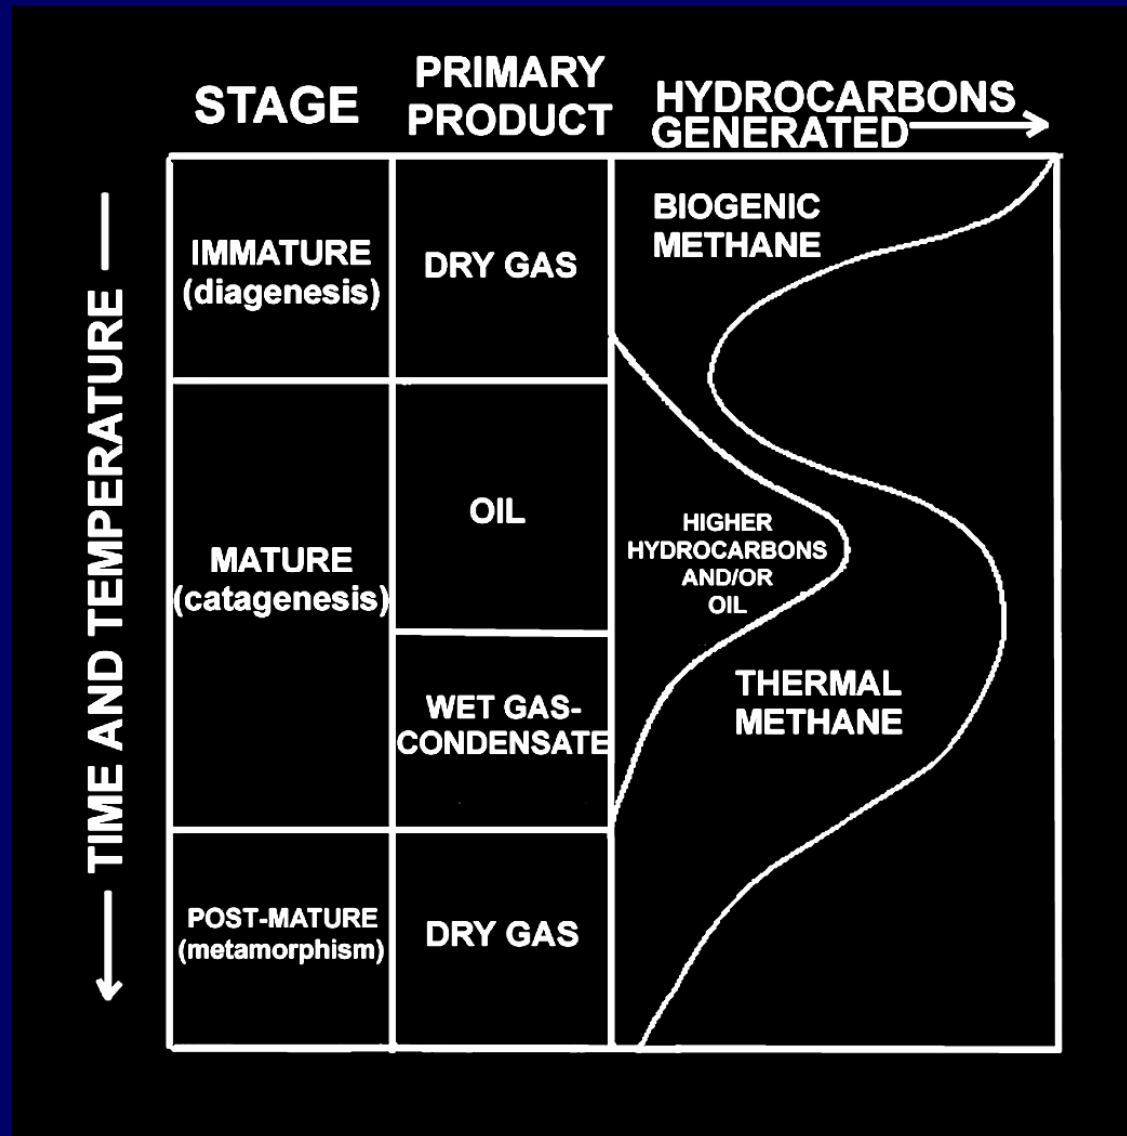 STAGE
PRIMARY
PRODUCT
HYDROCARBONS
GENERATED
TIME AND TEMPERATURE
IMMATURE
(diagenesis)
DRY GAS
BIOGENIC
METHANE
MATURE
(catagenesis)
OIL
HIGHER
HYDROCARBONS
AND/OR
OIL
WET GAS-
CONDENSATE
THERMAL
METHANE
POST-MATURE
(metamorphism)
DRY GAS